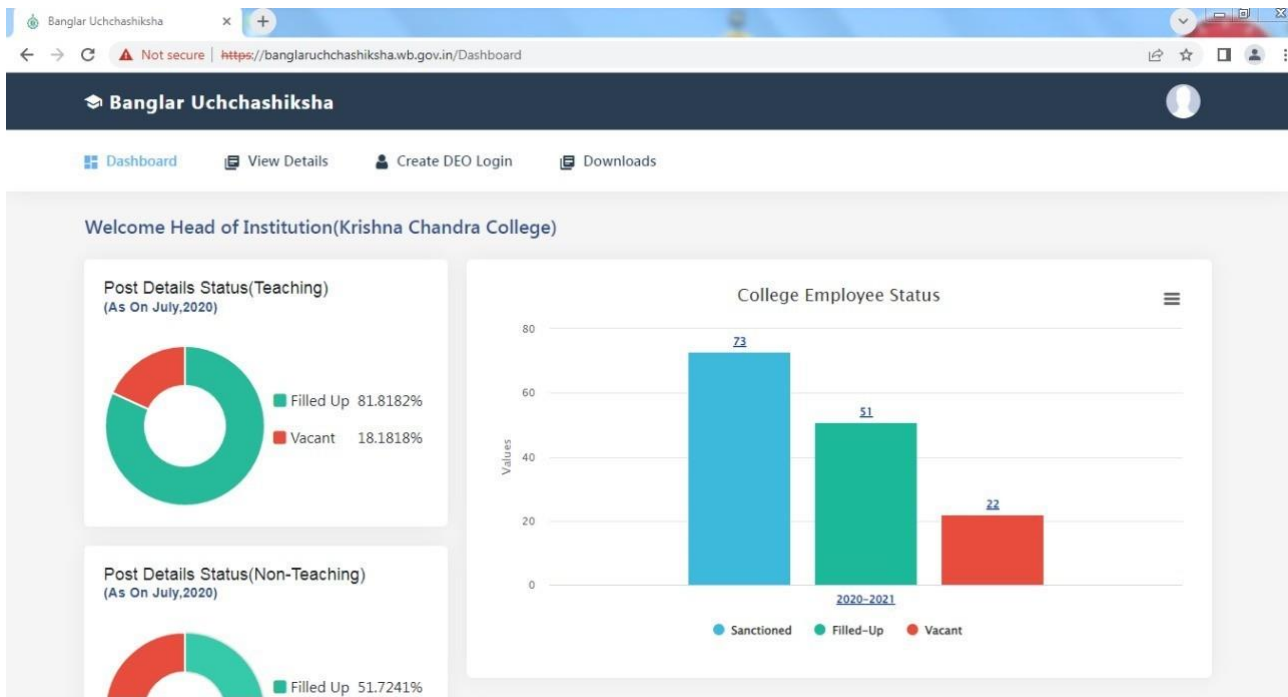 Banglar Uchchashiksha
Not secure | https://banglaruchchashiksha.wb.gov.in/Dashboard
Banglar Uchchashiksha
Dashboard View Details Create DEO Login Downloads
Welcome Head of Institution(Krishna Chandra College)
Post Details Status(Teaching)
(As On July,2020)
Filled Up 81.8182%
Vacant 18.1818%
Post Details Status(Non-Teaching)
(As On July,2020)
Filled Up 51.7241%
College Employee Status
Values
80
60
40
20
0
73
51
22
2020-2021
Sanctioned Filled-Up Vacant